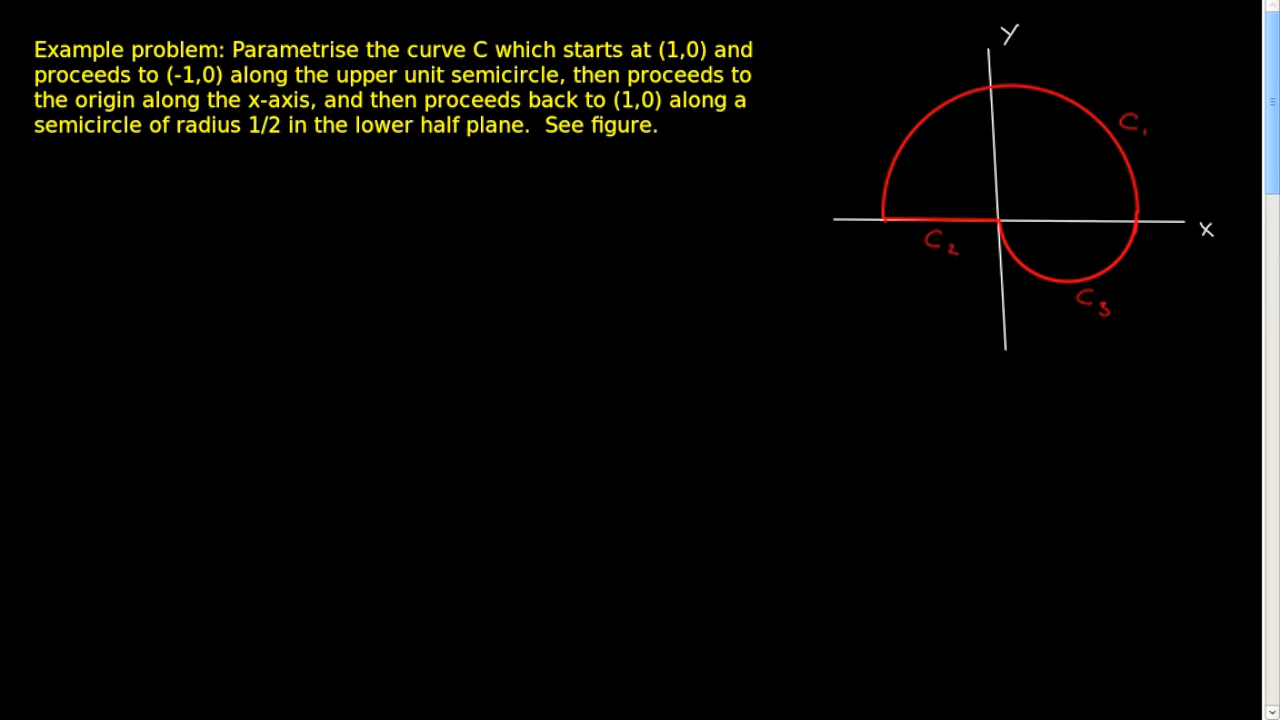 Example problem: Parametrise the curve C which starts at (1,0) and
proceeds to (-1,0) along the upper unit semicircle, then proceeds to
the origin along the x-axis, and then proceeds back to (1,0) along a
semicircle of radius 1/2 in the lower half plane.  See figure.
y
C₁
x
C₂
C₃